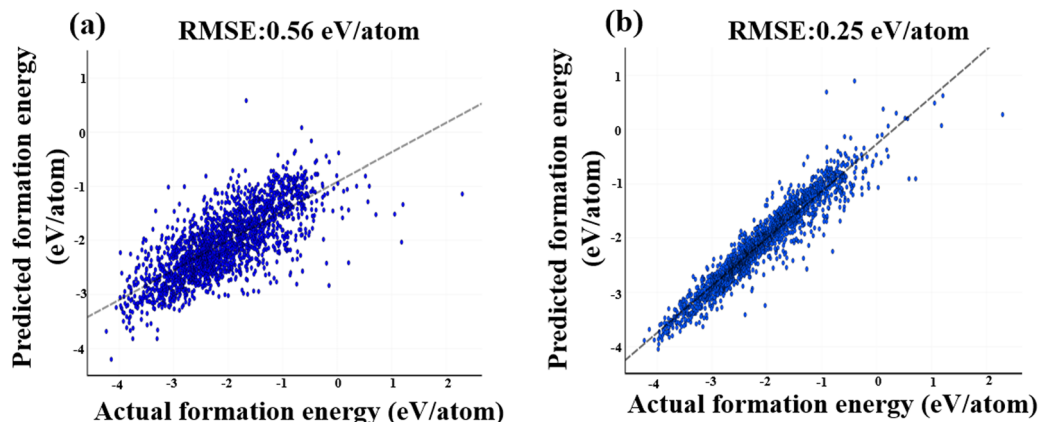 (a)
RMSE:0.56 eV/atom
Predicted formation energy
(eV/atom)
1
0
-1
-2
-3
-4
-4
-3
-2
-1
0
1
2
Actual formation energy (eV/atom)
(b)
RMSE:0.25 eV/atom
Predicted formation energy
(eV/atom)
1
0
-1
-2
-3
-4
-4
-3
-2
-1
0
1
2
Actual formation energy (eV/atom)